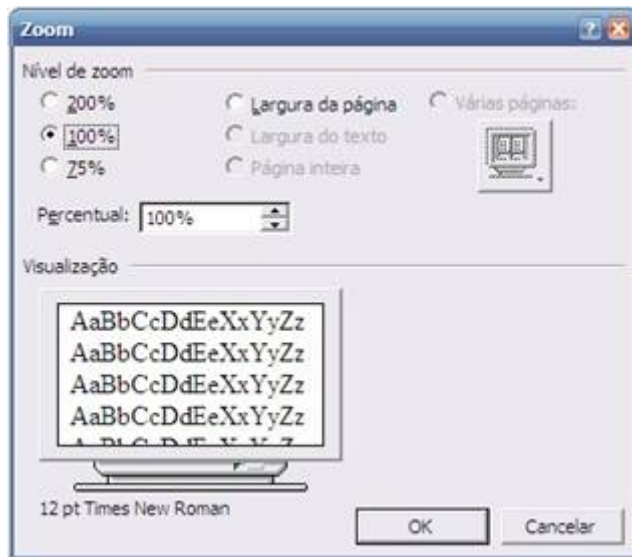 Zoom
Nível de zoom
200%
Largura da página
Várias páginas:
100%
Largura do texto
75%
Página inteira
Percentual: 100%
Visualização
AaBbCcDdEeXxYyZz
AaBbCcDdEeXxYyZz
AaBbCcDdEeXxYyZz
AaBbCcDdEeXxYyZz
12 pt Times New Roman
OK
Cancelar